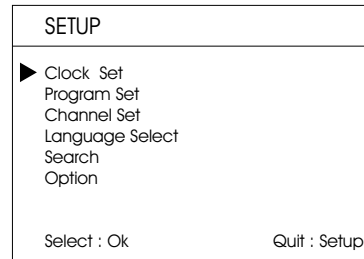 SETUP
Clock Set
Program Set
Channel Set
Language Select
Search
Option
Select : Ok Quit : Setup